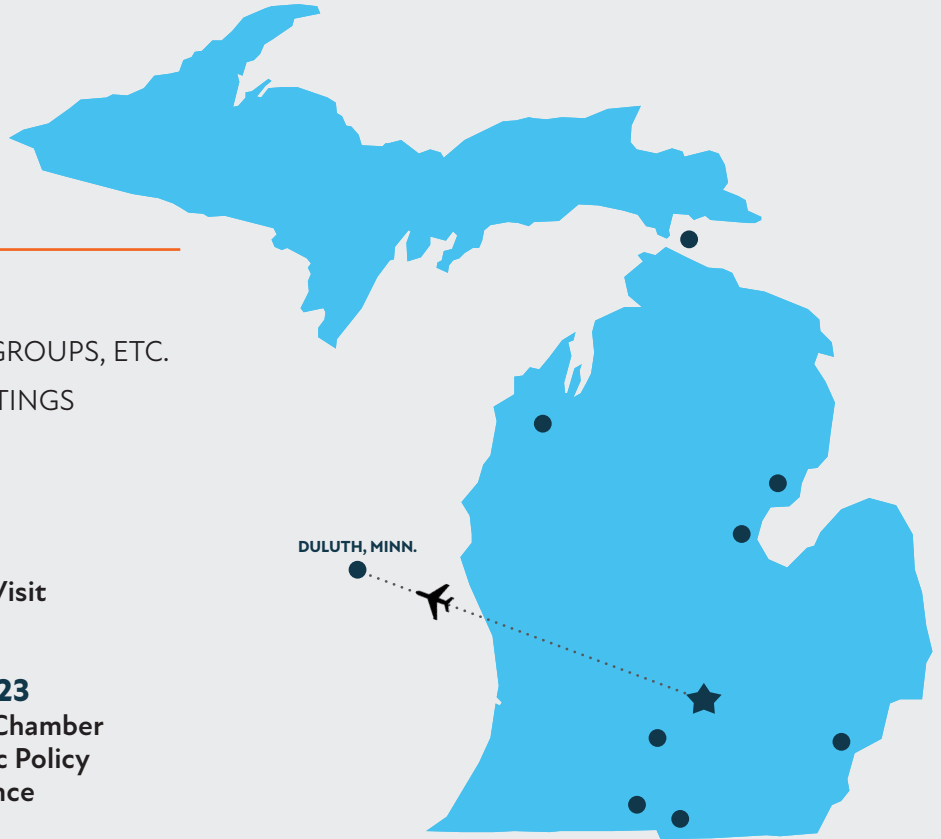 GROUPS, ETC.
TINGS
DULUTH, MINN.
Visit
23
Chamber
c Policy
nce